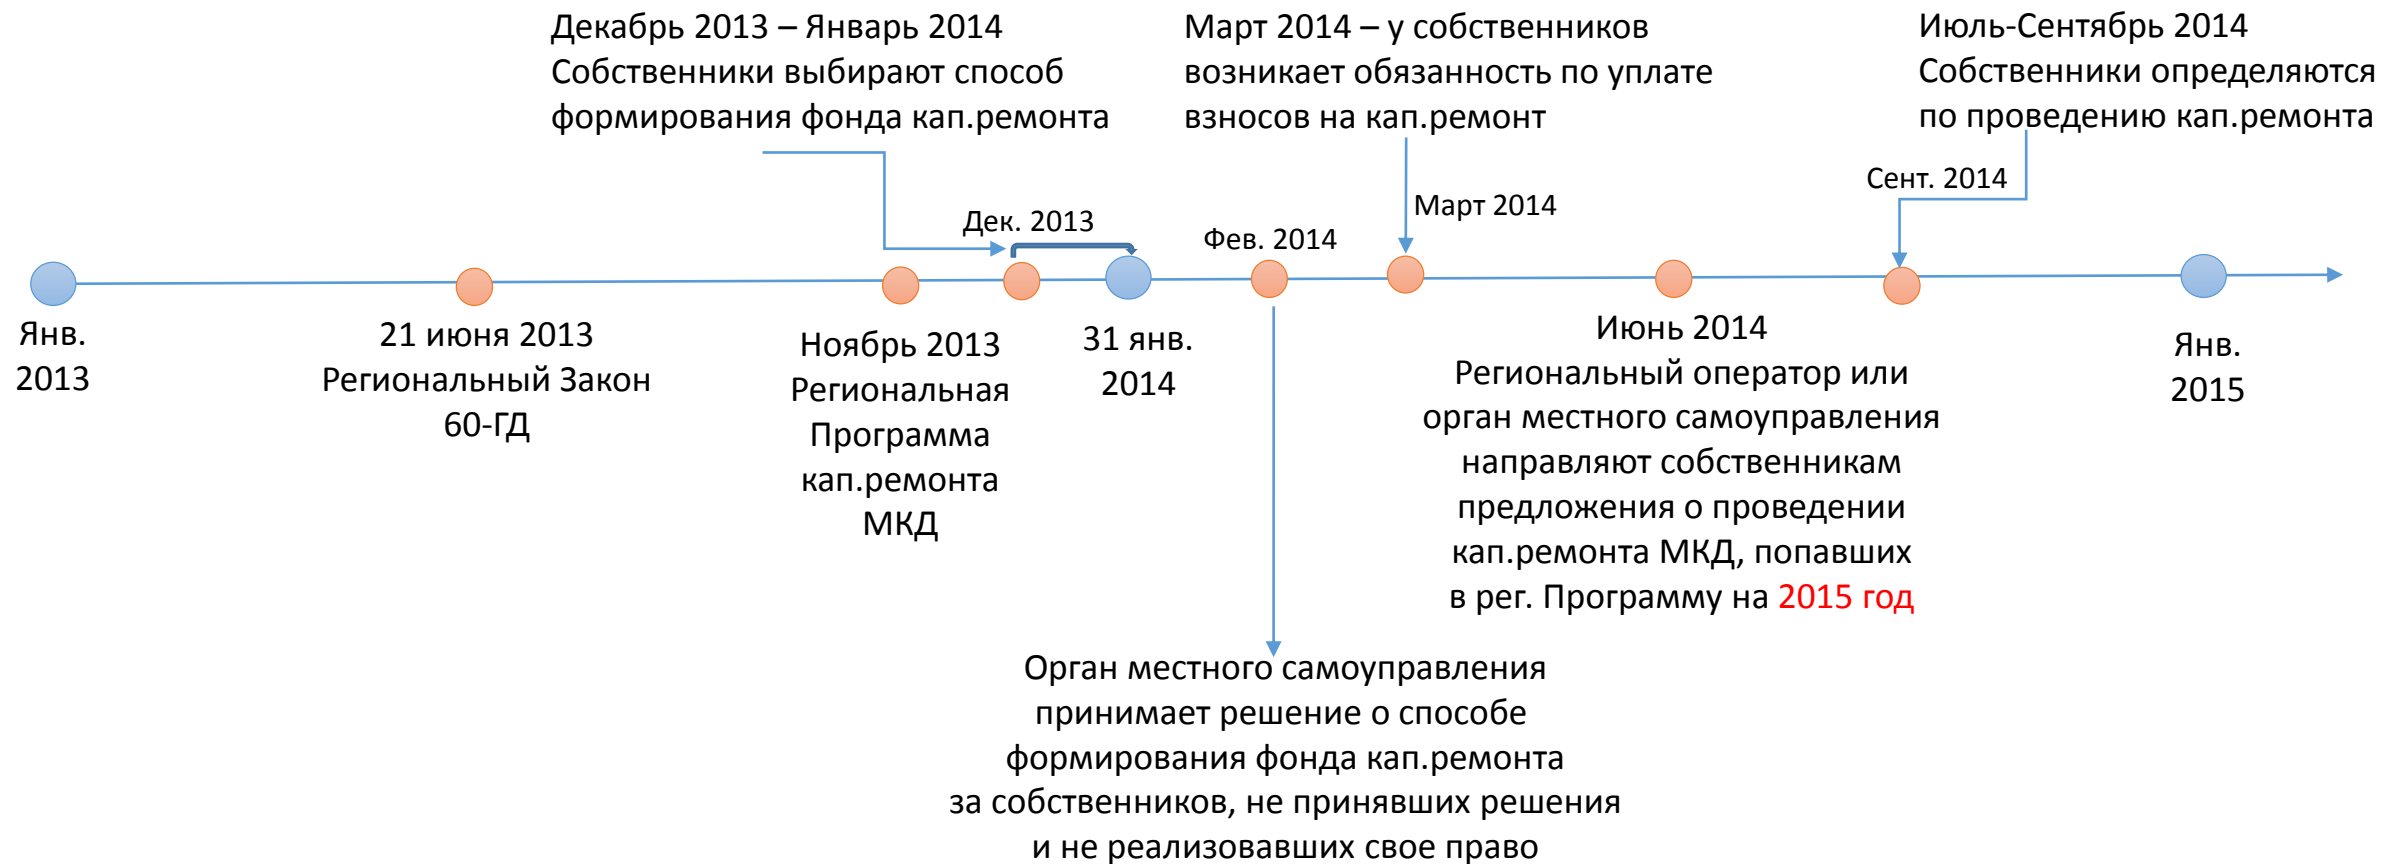 Декабрь 2013 – Январь 2014
Собственники выбирают способ
формирования фонда кап.ремонта
Март 2014 – у собственников
возникает обязанность по уплате
взносов на кап.ремонт
Июль-Сентябрь 2014
Собственники определяются
по проведению кап.ремонта
Дек. 2013
Фев. 2014
Март 2014
Сент. 2014
Янв.
2013
21 июня 2013
Региональный Закон
60-ГД
Ноябрь 2013
Региональная
Программа
кап.ремонта
МКД
31 янв.
2014
Июнь 2014
Региональный оператор или
орган местного самоуправления
направляют собственникам
предложения о проведении
кап.ремонта МКД, попавших
в рег. Программу на 2015 год
Янв.
2015
Орган местного самоуправления
принимает решение о способе
формирования фонда кап.ремонта
за собственников, не принявших решения
и не реализовавших свое право